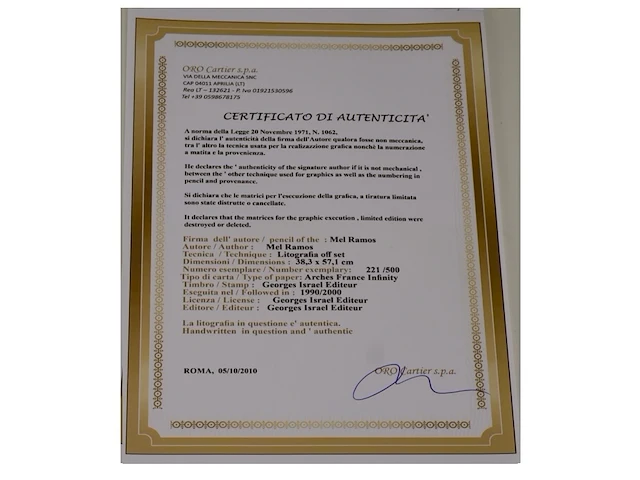 ORO Cartier s.p.a.
VIA DELLA MECCANICA SNC
CAP 04011 APRILIA (LT)
Rea LT – 132621 - P. Iva 01921530596
Tel +39 0598678175
CERTIFICATO DI AUTENTICITA'
A norma della Legge 20 Novembre 1971, N. 1062,
si dichiara l' autenticità della firma dell'Autore qualora fosse non meccanica,
tra l' altro la tecnica usata per la realizzazione grafica nonchè la numerazione
a matita e la provenienza.
He declares the ' authenticity of the signature author if it is not mechanical ,
between the ' other technique used for graphics as well as the numbering in
pencil and provenance.
Si dichiara che le matrici per l'esecuzione della grafica, a tiratura limitata
sono state distrutte o cancellate.
It declares that the matrices for the graphic execution , limited edition were
destroyed or deleted.
Firma dell' autore / pencil of the : Mel Ramos
Autore / Author : Mel Ramos
Tecnica / Technique : Litografia off set
Dimensioni / Dimensions : 38,3 x 57,1 cm
Numero esemplare / Number exemplary: 221 /500
Tipo di carta / Type of paper: Arches France Infinity
Timbro / Stamp : Georges Israel Editeur
Eseguita nel / Followed in : 1990/2000
Licenza / License : Georges Israel Editeur
Editore / Editeur : Georges Israel Editeur
La litografia in questione e' autentica.
Handwritten in question and ' authentic
ROMA, 05/10/2010
ORO Cartier s.p.a.